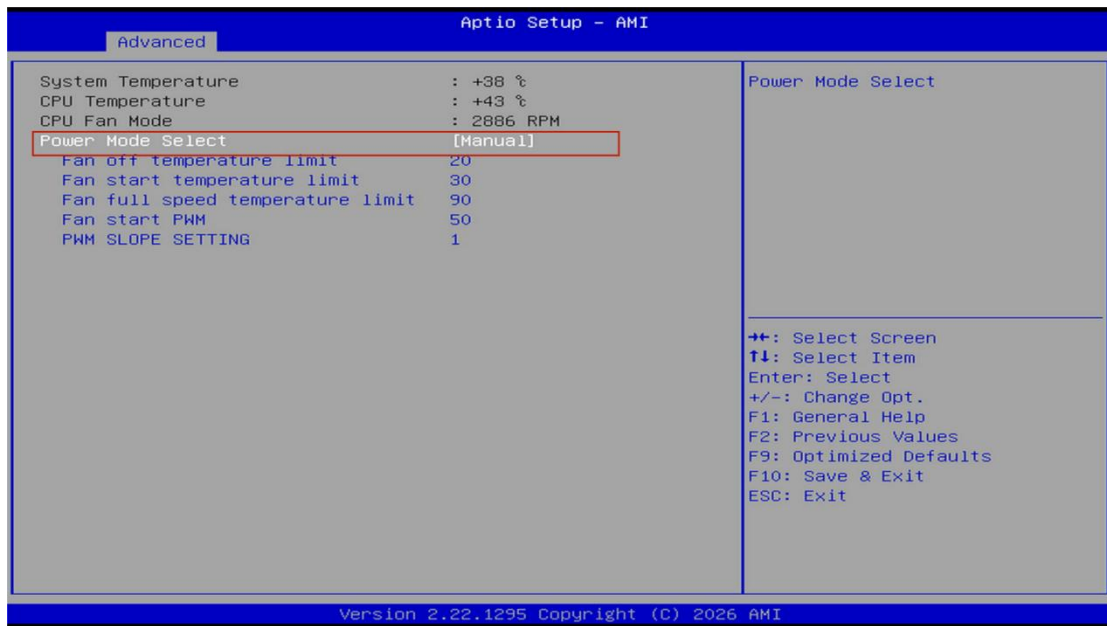 Aptio Setup – AMI
Advanced
System Temperature : +38 ℃
CPU Temperature : +43 ℃
CPU Fan Mode : 2886 RPM
Power Mode Select [Manual]
Fan off temperature limit 20
Fan start temperature limit 30
Fan full speed temperature limit 90
Fan start PWM 50
PWM SLOPE SETTING 1
Power Mode Select
→←: Select Screen
↑↓: Select Item
Enter: Select
+/-: Change Opt.
F1: General Help
F2: Previous Values
F9: Optimized Defaults
F10: Save & Exit
ESC: Exit
Version 2.22.1295 Copyright (C) 2026 AMI